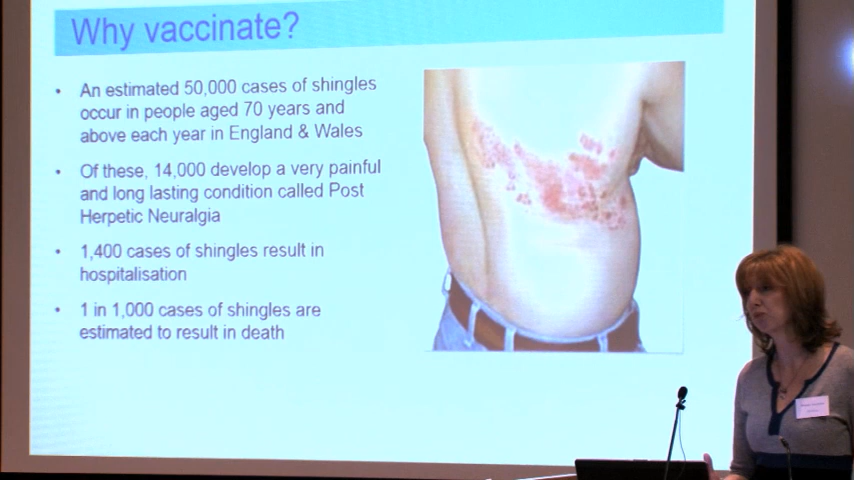 Why vaccinate?
• An estimated 50,000 cases of shingles
occur in people aged 70 years and
above each year in England & Wales
• Of these, 14,000 develop a very painful
and long lasting condition called Post
Herpetic Neuralgia
• 1,400 cases of shingles result in
hospitalisation
• 1 in 1,000 cases of shingles are
estimated to result in death